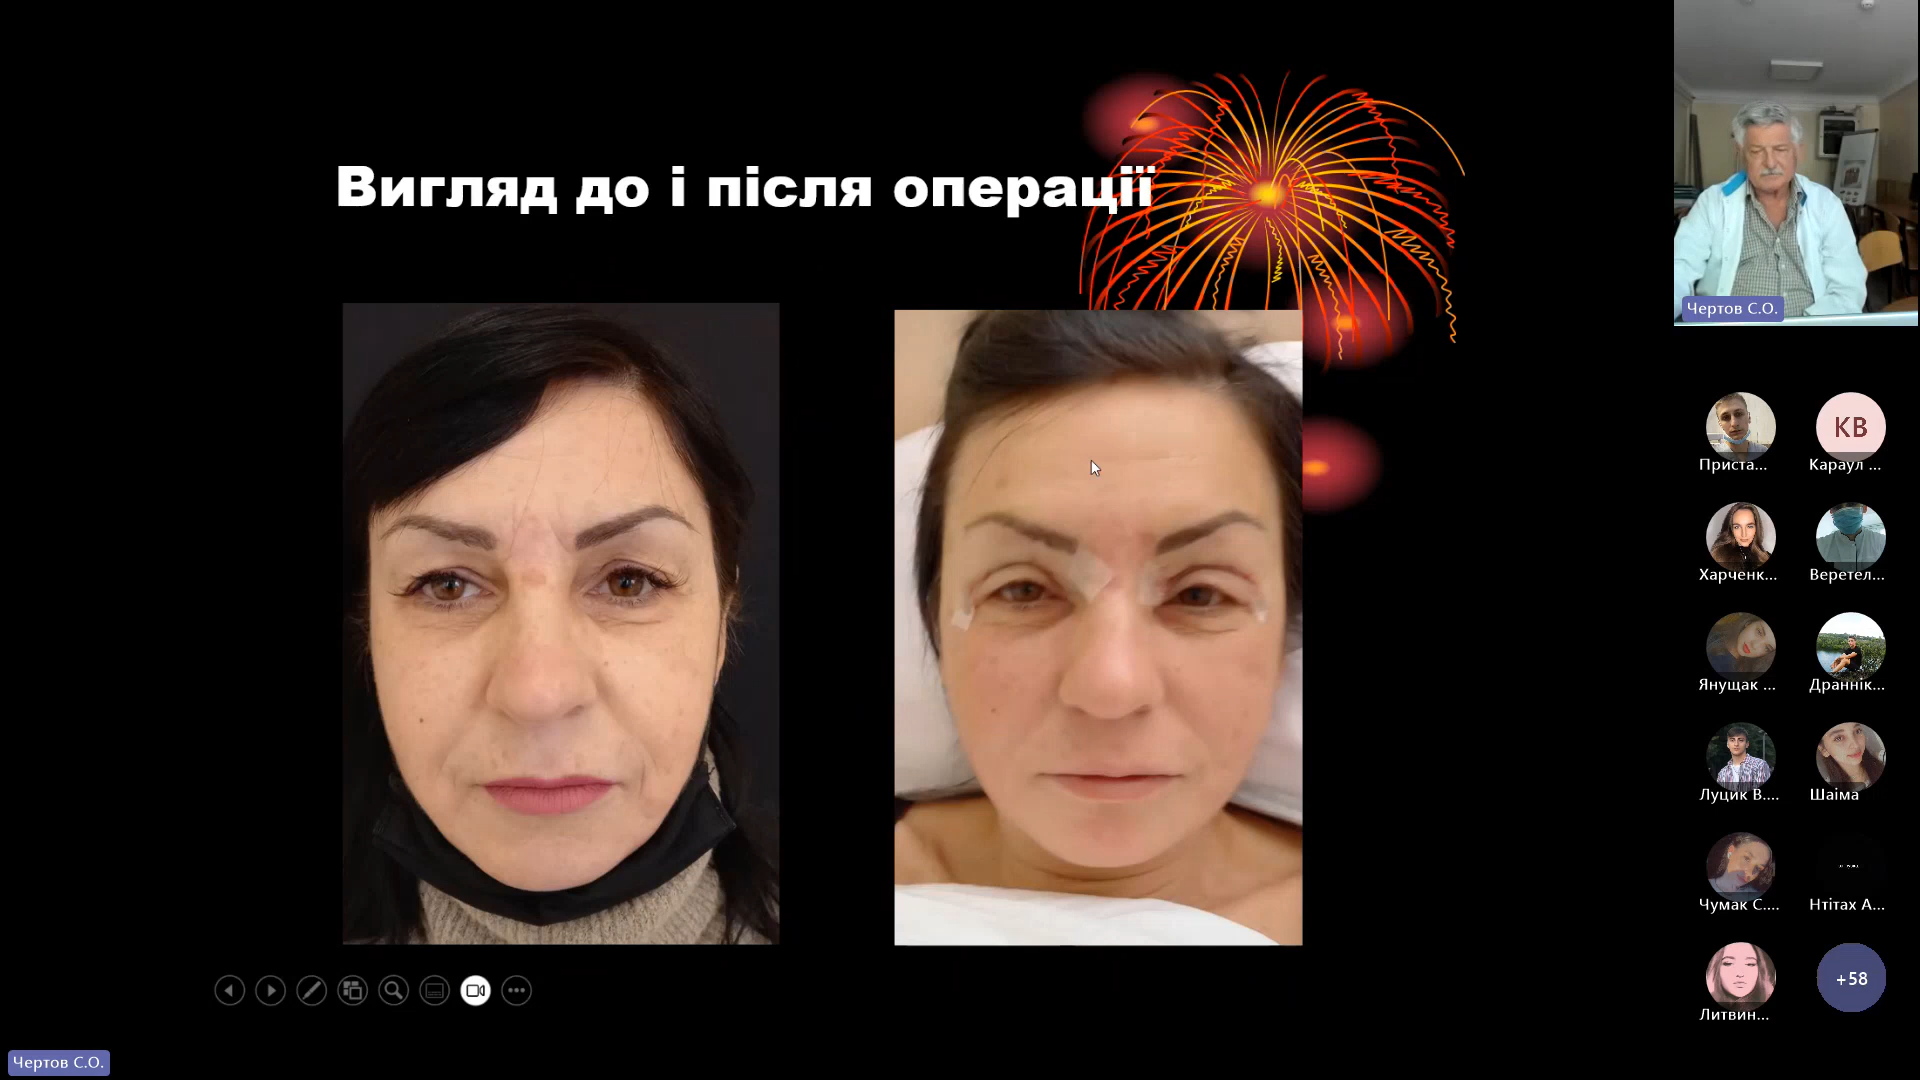 Вигляд до і після операції
Чертов С.О.
Приста...
КВ
Караул ...
Харченк...
Веретел...
Янущак ...
Драннік...
Луцик В....
Шаіма
Чумак С....
Нтітах А...
Литвин...
+58
Чертов С.О.